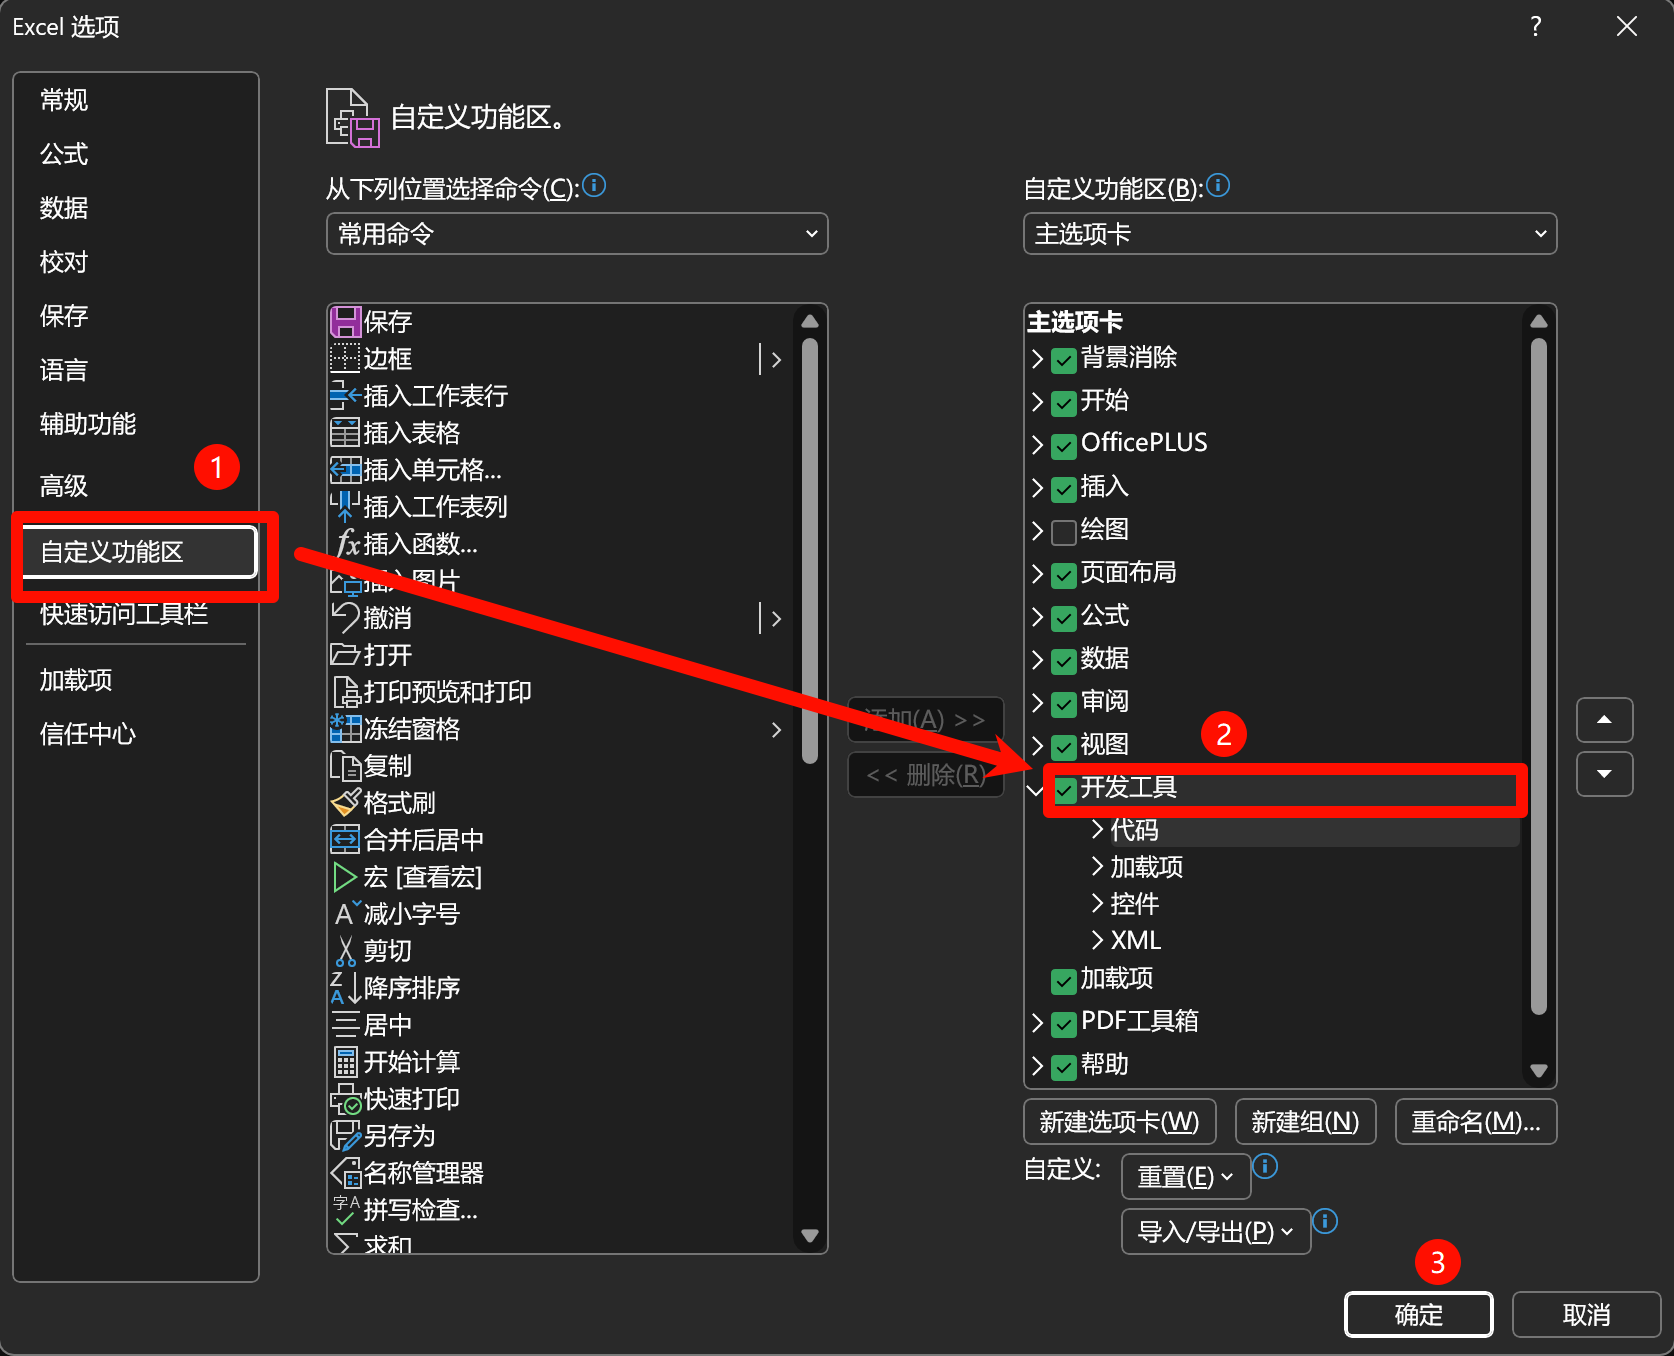 Excel 选项
?
常规
公式
数据
校对
保存
语言
辅助功能
高级
1
自定义功能区
快速访问工具栏
加载项
信任中心
自定义功能区。
从下列位置选择命令(C):
常用命令
保存
边框
插入工作表行
插入表格
插入单元格...
插入工作表列
fx插入函数...
插入图片
撤消
打开
打印预览和打印
冻结窗格
复制
格式刷
合并后居中
宏 [查看宏]
减小字号
剪切
降序排序
居中
开始计算
快速打印
另存为
名称管理器
拼写检查...
求和
添加(A) >>
<< 删除(R)
自定义功能区(B):
主选项卡
主选项卡
背景消除
开始
OfficePLUS
插入
绘图
页面布局
公式
数据
审阅
视图
2
开发工具
代码
加载项
控件
XML
加载项
PDF工具箱
帮助
新建选项卡(W)
新建组(N)
重命名(M)...
自定义:
重置(E)
导入/导出(P)
3
确定
取消